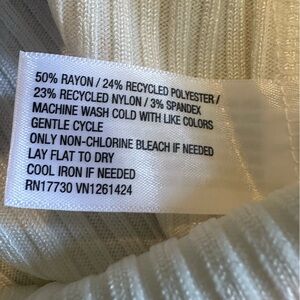 50% RAYON / 24% RECYCLED POLYESTER /
23% RECYCLED NYLON / 3% SPANDEX
MACHINE WASH COLD WITH LIKE COLORS
GENTLE CYCLE
ONLY NON-CHLORINE BLEACH IF NEEDED
LAY FLAT TO DRY
COOL IRON IF NEEDED
RN17730 VN1261424